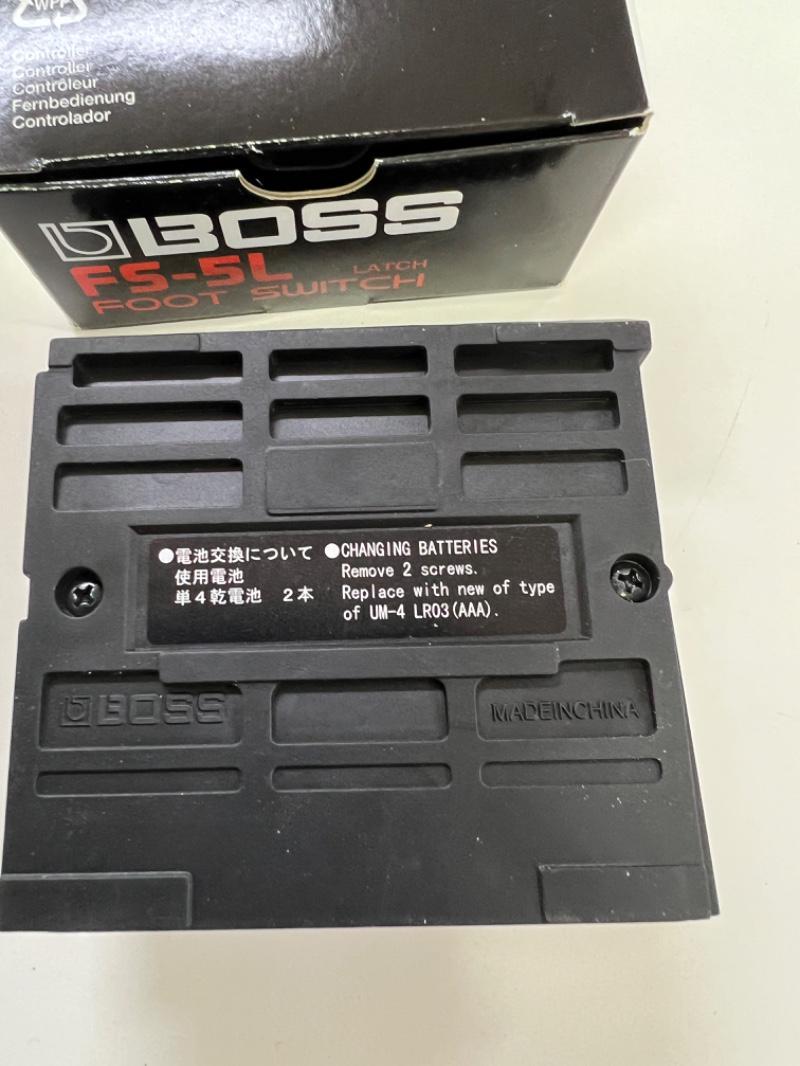 WPP
Controller
Controller
Contrôleur
Fernbedienung
Controlador
BOSS
FS-5L LATCH
FOOT SWITCH
●電池交換について
使用電池
単4乾電池 2本
●CHANGING BATTERIES
Remove 2 screws.
Replace with new of type
of UM-4 LR03(AAA).
BOSS
MADEINCHINA